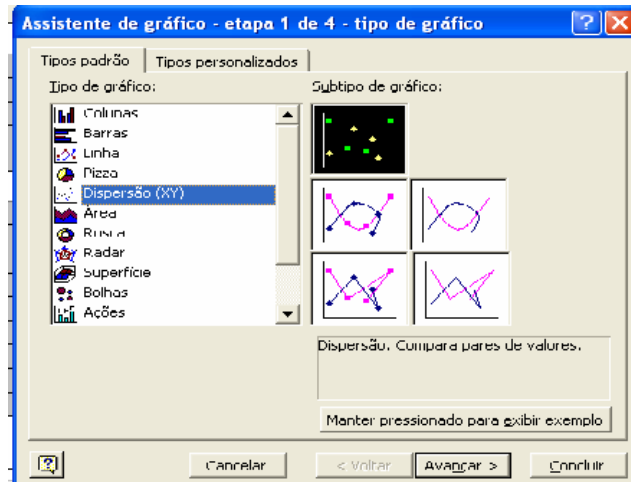 Assistente de gráfico - etapa 1 de 4 - tipo de gráfico
Tipos padrão Tipos personalizados
Tipo de gráfico:
Colunas
Barras
Linha
Pizza
Dispersão (XY)
Área
Rosca
Radar
Superfície
Bolhas
Ações
Subtipo de gráfico:
Dispersão. Compara pares de valores.
Manter pressionado para exibir exemplo
Cancelar < Voltar Avançar > Concluir